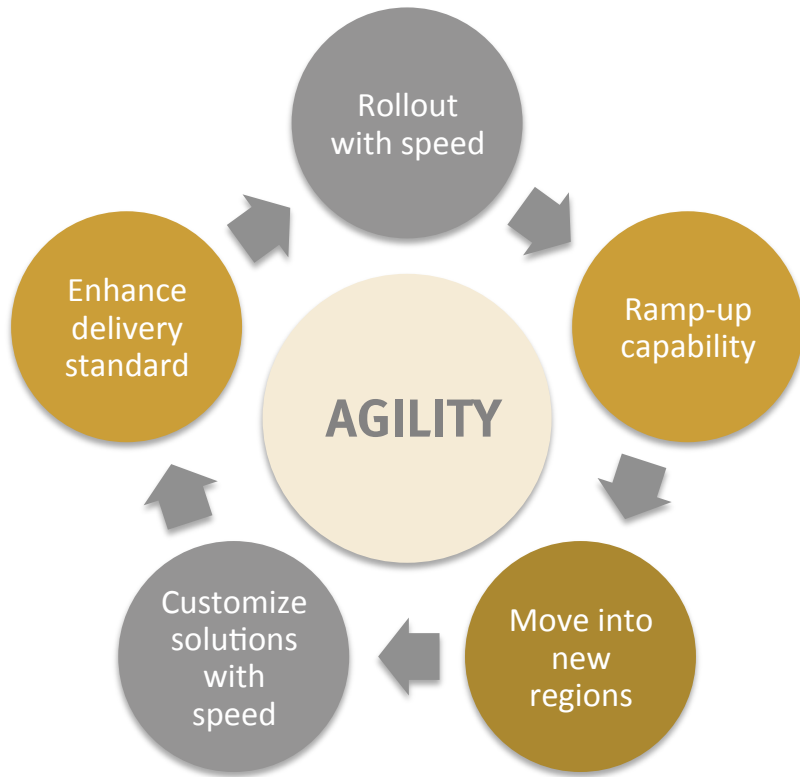 Rollout
with speed
Ramp-up
capability
Move into
new
regions
Customize
solutions
with
speed
Enhance
delivery
standard
AGILITY